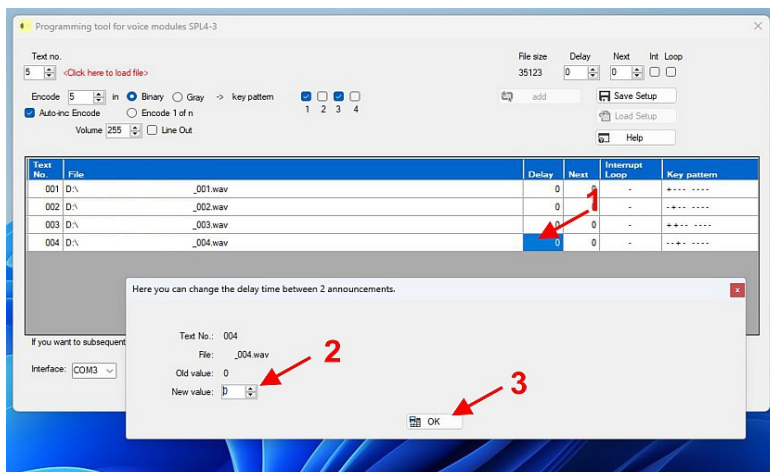 Programming tool for voice modules SPL4-3
Text no. File size Delay Next Int Loop
5 <Click here to load file> 35123 0 0
Encode 5 in Binary Gray -> key pattern add Save Setup
Auto-inc Encode Encode 1 of n 1 2 3 4 Load Setup
Volume 255 Line Out Help
Text No. File Delay Next Interrupt Loop Key pattern
001 D:\ _001.wav 0 0 - +--- ----
002 D:\ _002.wav 0 0 - -+-- ----
1
003 D:\ _003.wav 0 0 - ++-- ----
004 D:\ _004.wav 0 0 - --+- ----
Here you can change the delay time between 2 announcements.
Text No.: 004
If you want to subsequent
File: _004.wav
2
Old value: 0
Interface: COM3
New value: 0
3
OK